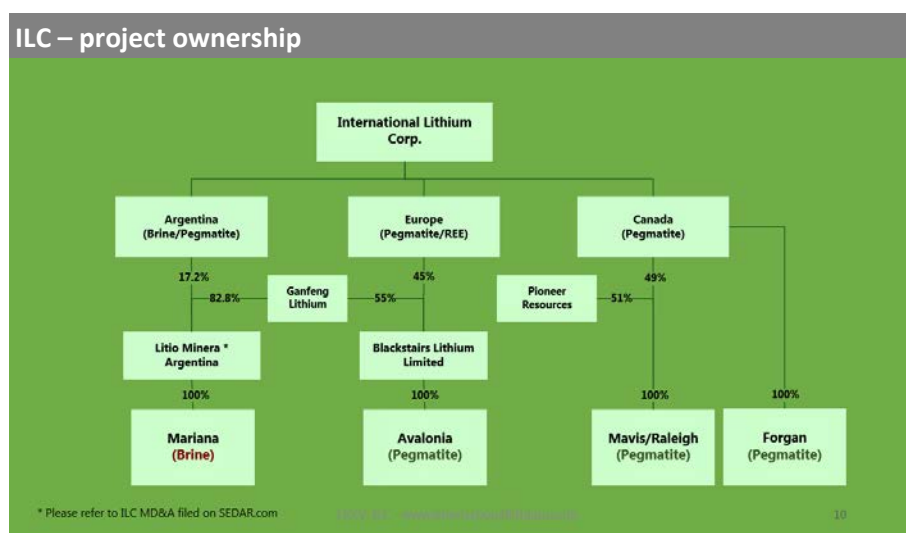 ILC – project ownership
International Lithium
Corp.
Argentina
(Brine/Pegmatite)
Europe
(Pegmatite/REE)
Canada
(Pegmatite)
17.2%
45%
49%
82.8%
Ganfeng
Lithium
55%
Pioneer
Resources
51%
Litio Minera *
Argentina
Blackstairs Lithium
Limited
100%
100%
100%
100%
Mariana
(Brine)
Avalonia
(Pegmatite)
Mavis/Raleigh
(Pegmatite)
Forgan
(Pegmatite)
* Please refer to ILC MD&A filed on SEDAR.com
10